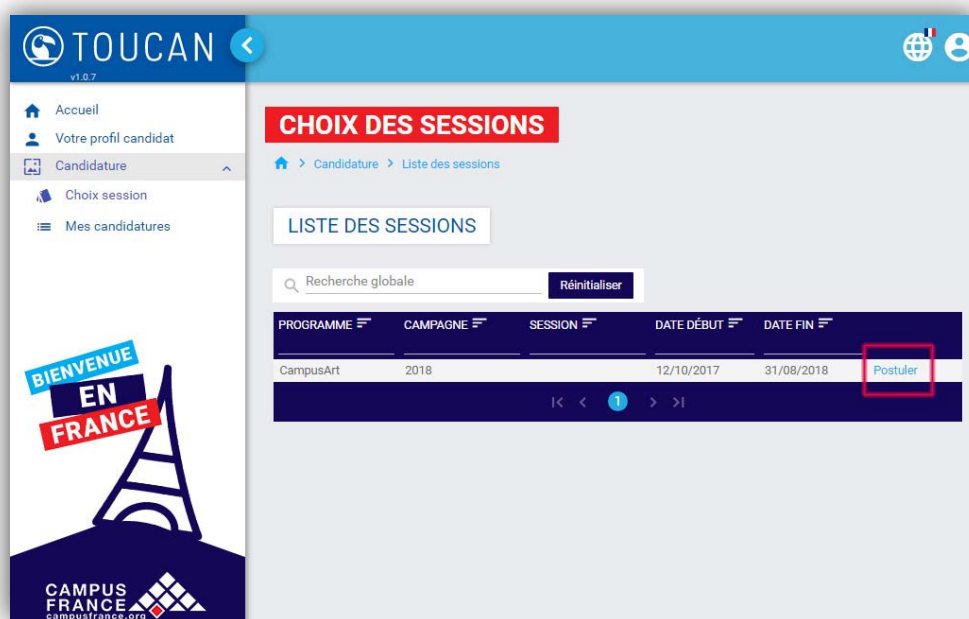 TOUCAN
v1.0.7
Accueil
Votre profil candidat
Candidature
Choix session
Mes candidatures
BIENVENUE
EN
FRANCE
CAMPUS
FRANCE
campusfrance.org
CHOIX DES SESSIONS
> Candidature > Liste des sessions
LISTE DES SESSIONS
Recherche globale Réinitialiser
PROGRAMME CAMPAGNE SESSION DATE DÉBUT DATE FIN
CampusArt 2018 12/10/2017 31/08/2018 Postuler
1